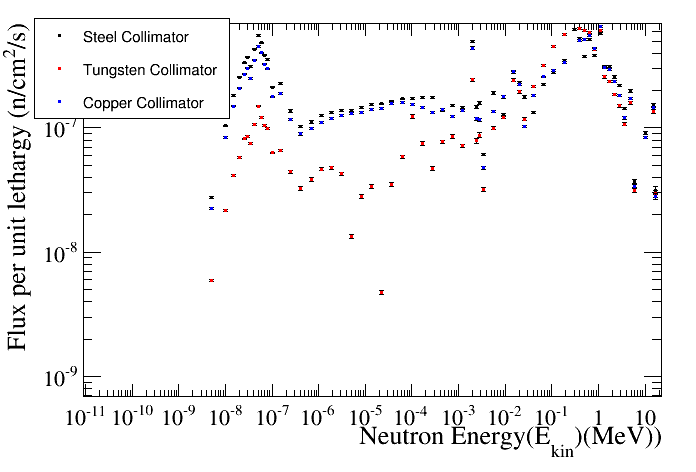 Steel Collimator
Tungsten Collimator
Copper Collimator
Flux per unit lethargy (n/cm²/s)
10⁻⁷
10⁻⁸
10⁻⁹
10⁻¹¹ 10⁻¹⁰ 10⁻⁹ 10⁻⁸ 10⁻⁷ 10⁻⁶ 10⁻⁵ 10⁻⁴ 10⁻³ 10⁻² 10⁻¹ 1 10
Neutron Energy(E_kin)(MeV))